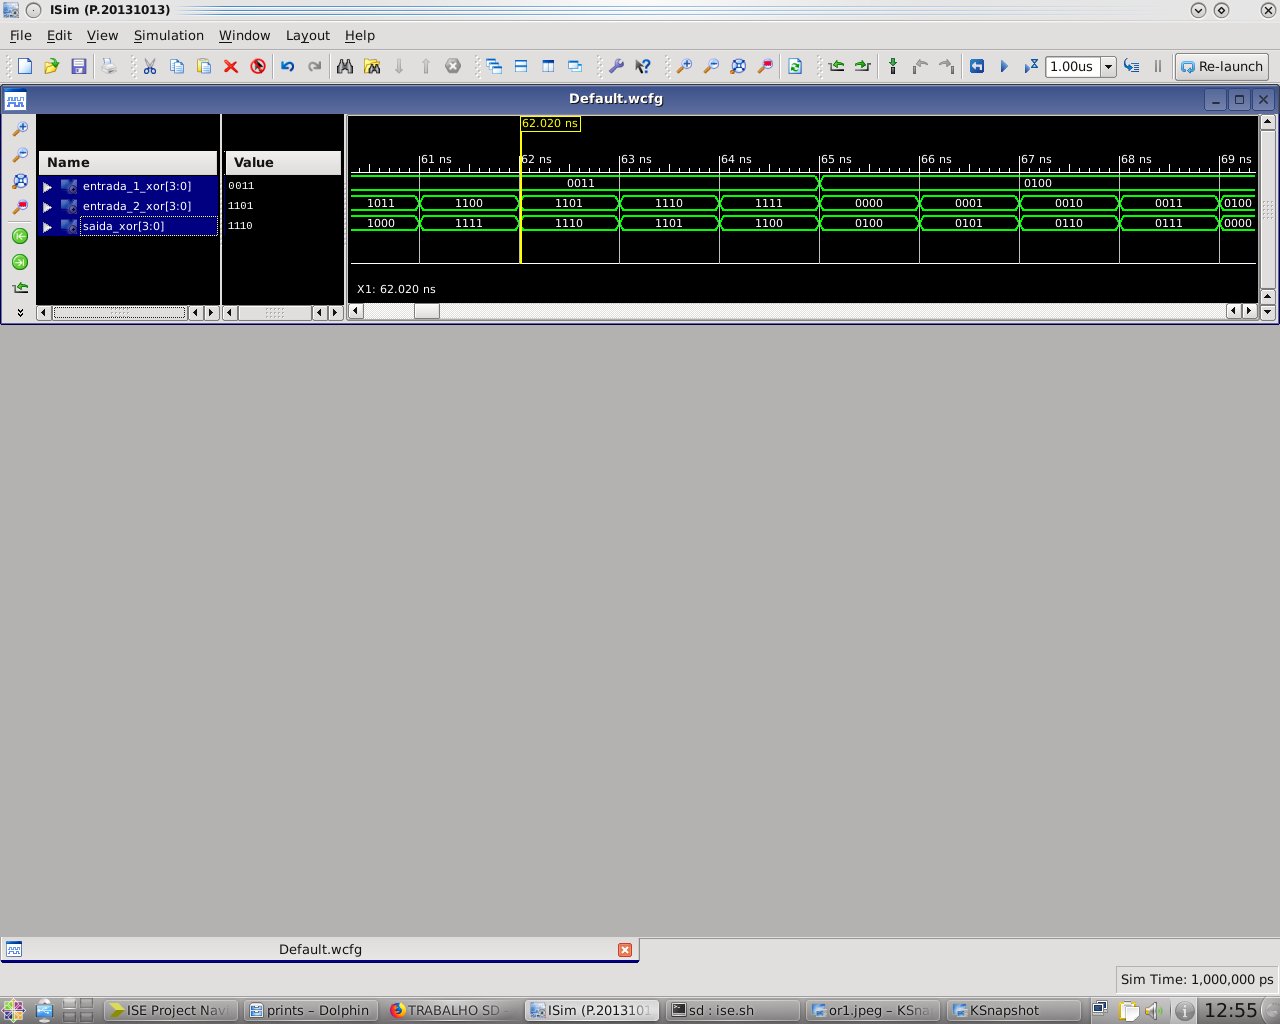 ISim (P.20131013)
File Edit View Simulation Window Layout Help
1.00us Re-launch
Default.wcfg
62.020 ns
Name Value 61 ns 62 ns 63 ns 64 ns 65 ns 66 ns 67 ns 68 ns 69 ns
entrada_1_xor[3:0] 0011 0011 0100
entrada_2_xor[3:0] 1101 1011 1100 1101 1110 1111 0000 0001 0010 0011 0100
saida_xor[3:0] 1110 1000 1111 1110 1101 1100 0100 0101 0110 0111 0000
X1: 62.020 ns
Default.wcfg
Sim Time: 1,000,000 ps
ISE Project Navi prints – Dolphin TRABALHO SD - ISim (P.2013101 sd : ise.sh or1.jpeg – KSna KSnapshot 12:55